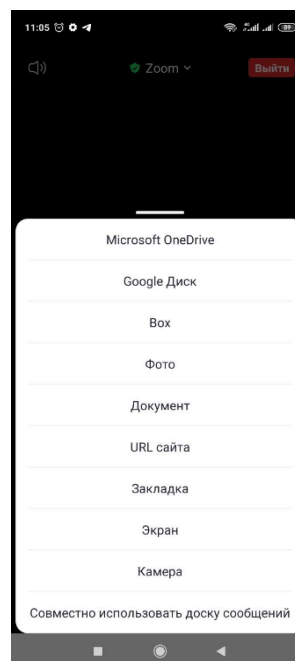 11:05
Zoom
Выйти
Microsoft OneDrive
Google Диск
Box
Фото
Документ
URL сайта
Закладка
Экран
Камера
Совместно использовать доску сообщений